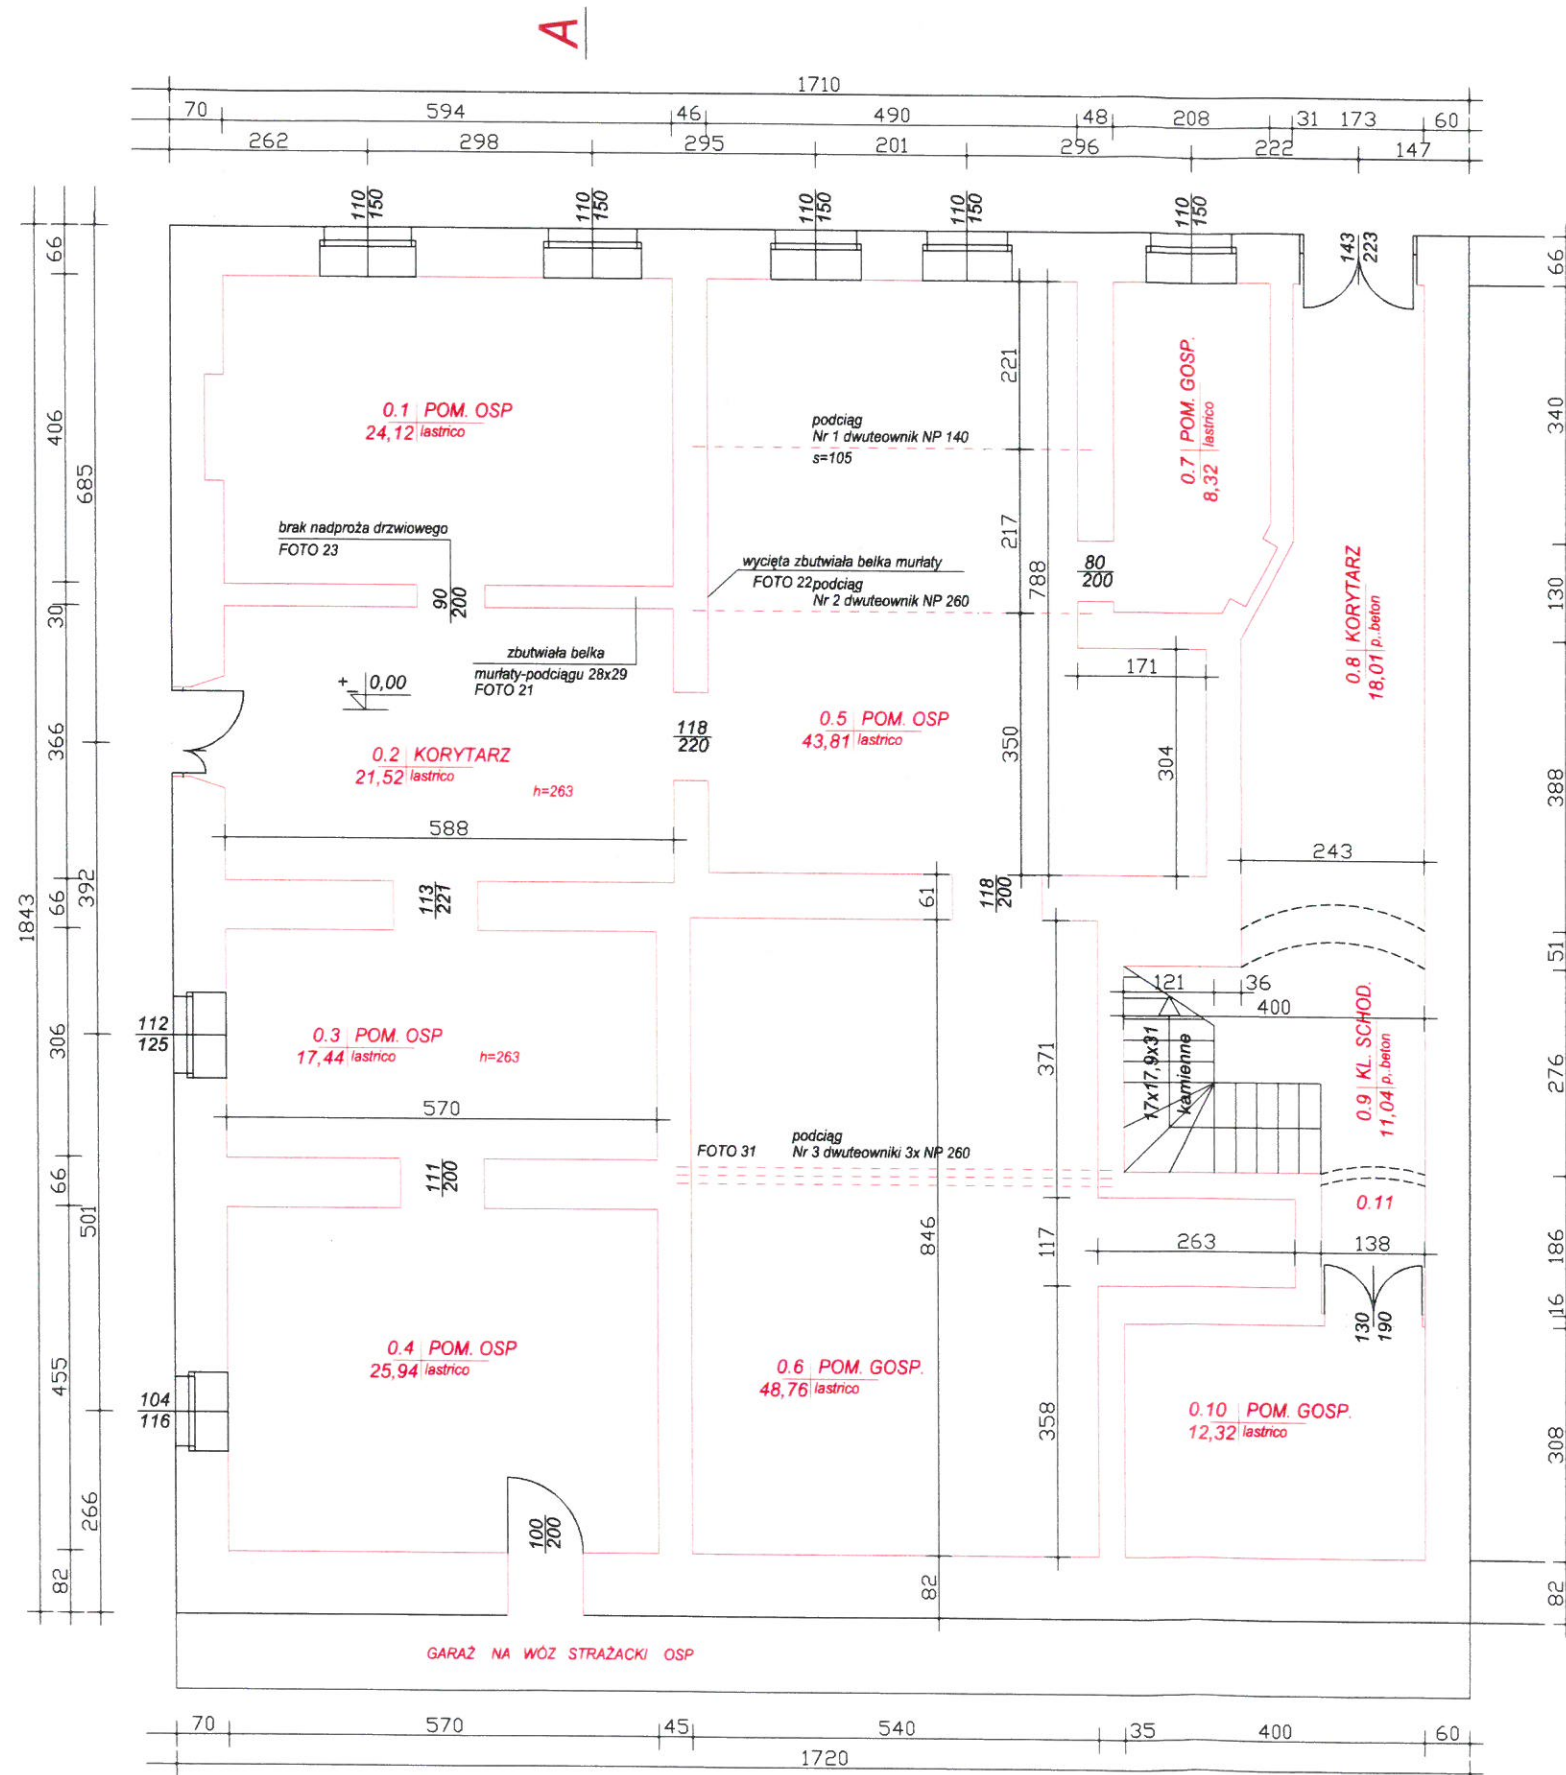 A
1710
70 594 46 490 48 208 31 173 60
262 298 295 201 296 222 147
110
150
110
150
110
150
110
150
110
150
143
223
66
406
30
366
66
306
66
455
82
685
392
501
266
1843
66
340
130
388
51
276
186
16
308
82
0.1 POM. OSP
24,12 lastrico
podciąg
Nr 1 dwuteownik NP 140
s=105
221
217
788
350
0.7 POM. GOSP.
8,32 lastrico
brak nadproża drzwiowego
FOTO 23
90
200
wycięta zbutwiała belka murłaty
FOTO 22
podciąg
Nr 2 dwuteownik NP 260
80
200
zbutwiała belka
murłaty-podciągu 28x29
FOTO 21
+ 0,00
171
304
0.8 KORYTARZ
18,01 p. beton
0.2 KORYTARZ
21,52 lastrico
h=263
118
220
0.5 POM. OSP
43,81 lastrico
588
243
113
221
61
118
200
112
125
0.3 POM. OSP
17,44 lastrico
h=263
570
121
36
400
371
17x17,9x31
kamienne
0.9 KL. SCHOD.
11,04 p. beton
111
200
FOTO 31
podciąg
Nr 3 dwuteowniki 3x NP 260
0.11
846
117
263
138
130
190
104
116
0.4 POM. OSP
25,94 lastrico
0.6 POM. GOSP.
48,76 lastrico
358
0.10 POM. GOSP.
12,32 lastrico
100
200
82
GARAŻ NA WÓZ STRAŻACKI OSP
70 570 45 540 35 400 60
1720